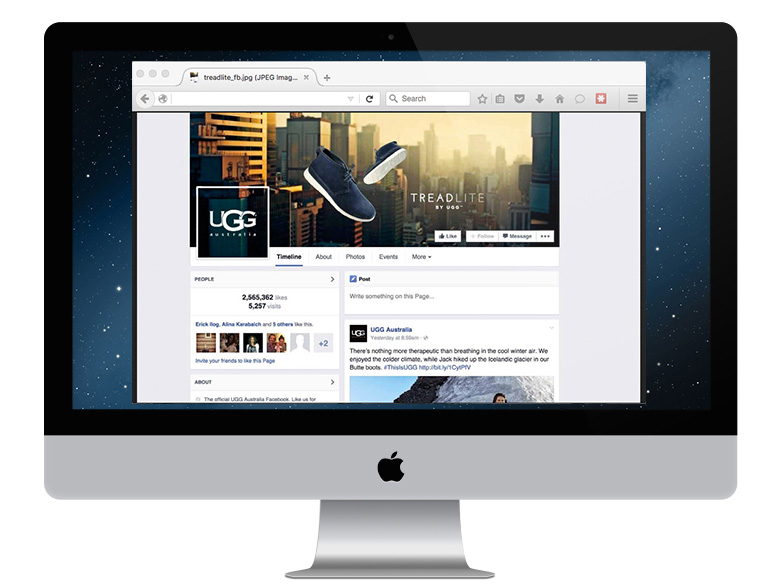 treadlite_fb.jpg (JPEG Imag...
Search
TREADLITE
BY UGG™
UGG
australia
Like
Follow
Message
Timeline
About
Photos
Events
More
PEOPLE
2,565,362 likes
5,257 visits
Erick Ilog, Alina Karabaich and 5 others like this.
+2
Invite your friends to like this Page
ABOUT
The official UGG Australia Facebook. Like us for
Post
Write something on this Page...
UGG
UGG Australia
Yesterday at 8:59am
There's nothing more therapeutic than breathing in the cool winter air. We
enjoyed the colder climate, while Jack hiked up the Icelandic glacier in our
Butte boots. #ThisIsUGG http://bit.ly/1CytPIV